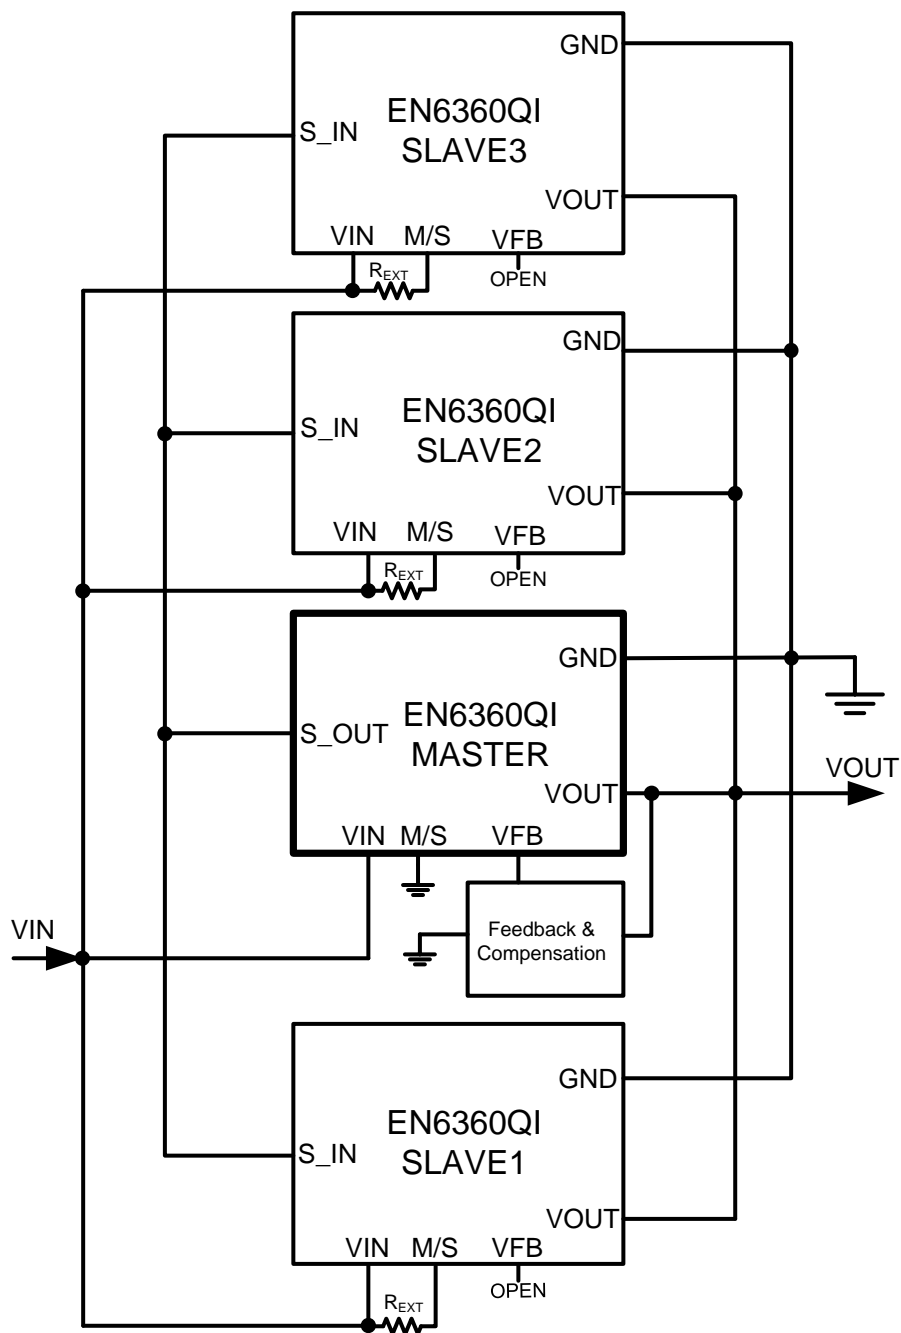 GND
EN6360QI
SLAVE3
S_IN
VOUT
VIN M/S VFB
REXT
OPEN
GND
EN6360QI
SLAVE2
S_IN
VOUT
VIN M/S VFB
REXT
OPEN
GND
EN6360QI
MASTER
S_OUT
VOUT
VOUT
VIN M/S VFB
VIN
Feedback &
Compensation
GND
EN6360QI
SLAVE1
S_IN
VOUT
VIN M/S VFB
REXT
OPEN